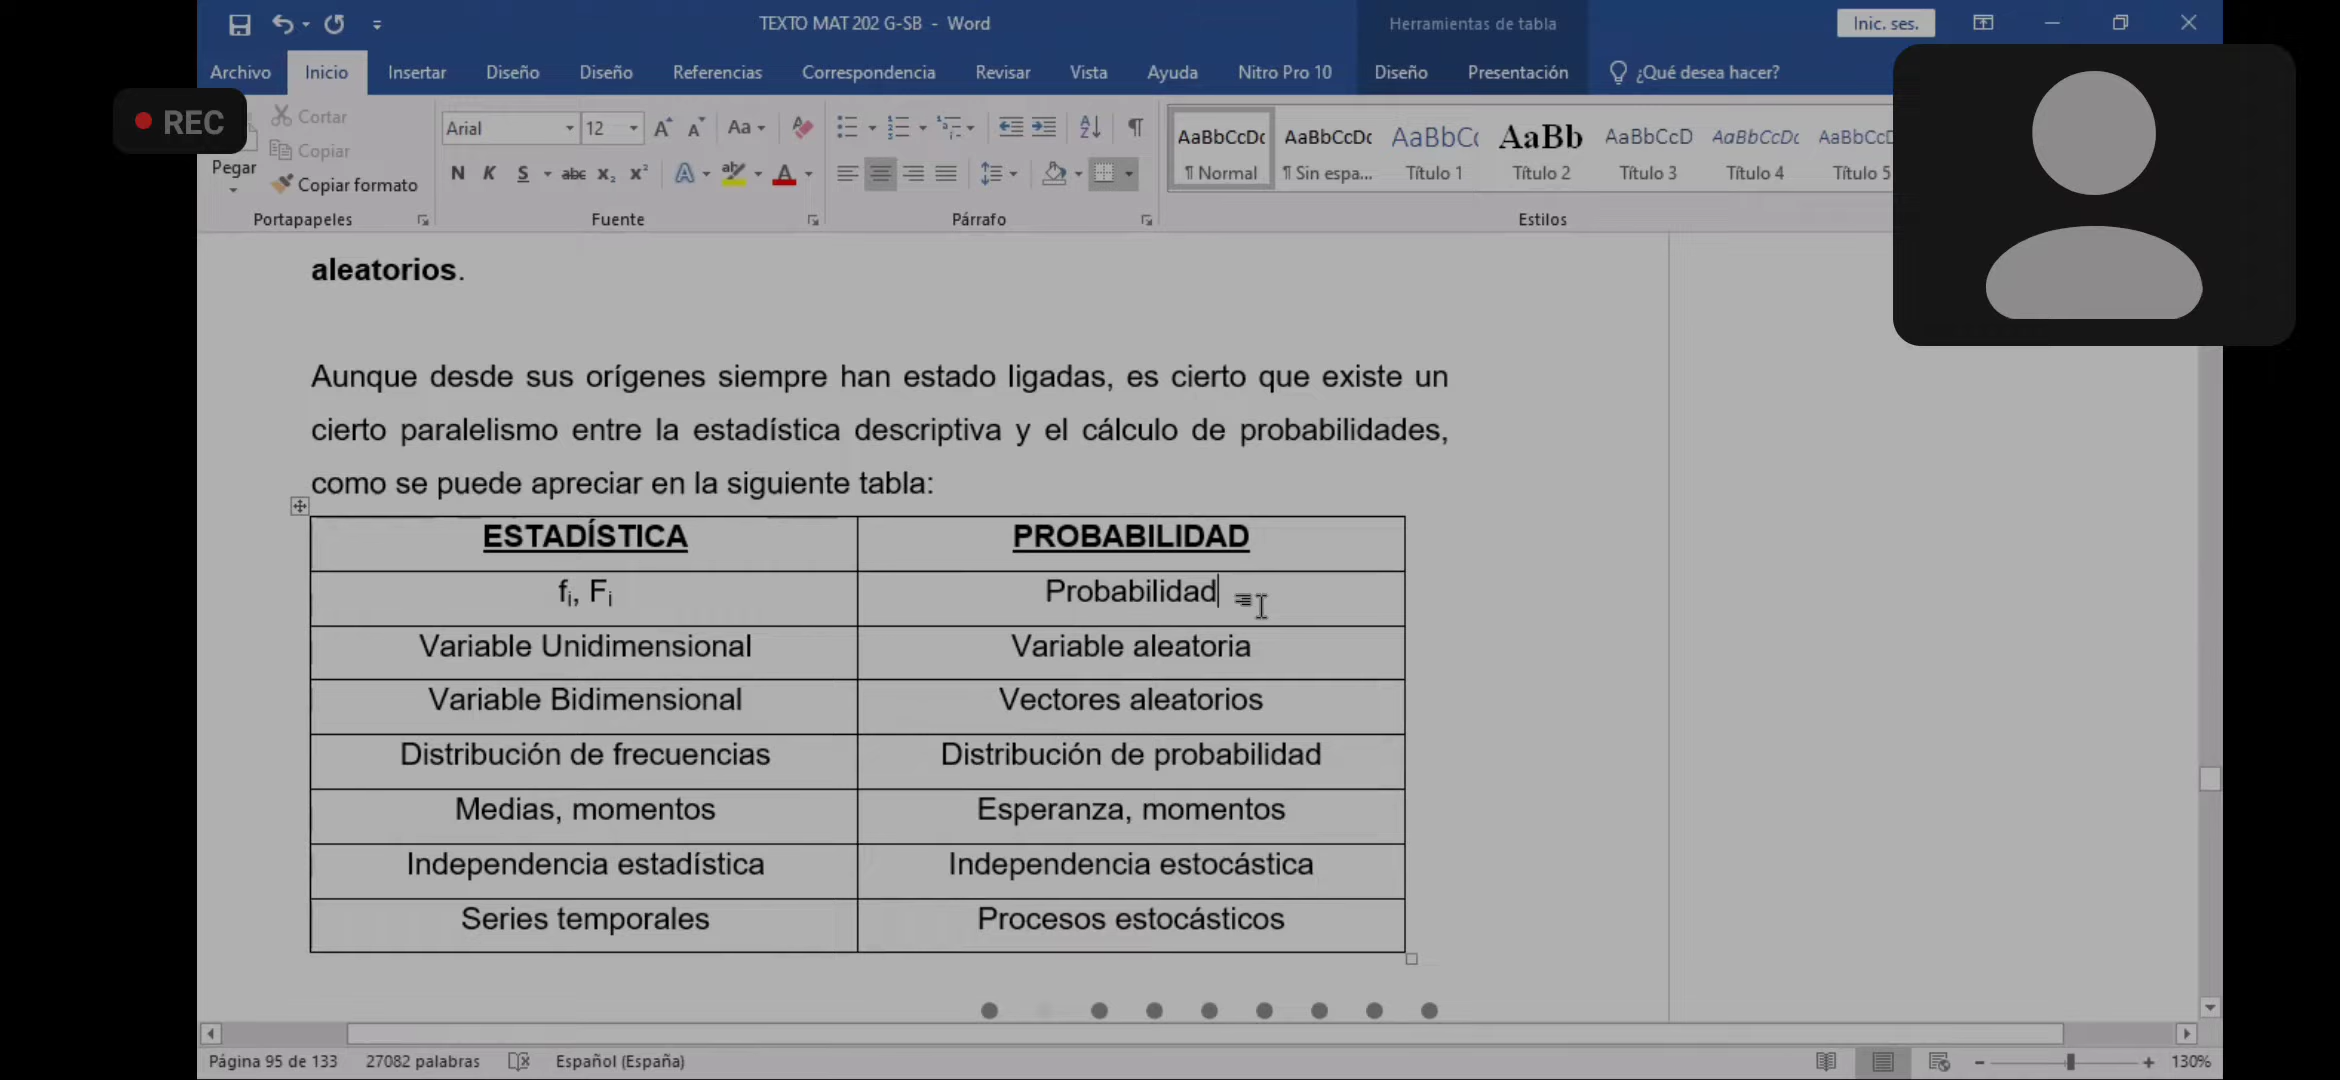 TEXTO MAT 202 G-SB - Word
Herramientas de tabla
Inic. ses.
Archivo Inicio Insertar Diseño Diseño Referencias Correspondencia Revisar Vista Ayuda Nitro Pro 10 Diseño Presentación ¿Qué desea hacer?
REC
Pegar
Cortar
Copiar
Copiar formato
Portapapeles
Arial 12
Aa
N K S abc x₂ x² A A
Fuente
Párrafo
AaBbCcDc AaBbCcDc AaBbC( AaBb AaBbCcD AaBbCcDc AaBbCcD
¶ Normal ¶ Sin espa... Título 1 Título 2 Título 3 Título 4 Título 5
Estilos
aleatorios.
Aunque desde sus orígenes siempre han estado ligadas, es cierto que existe un
cierto paralelismo entre la estadística descriptiva y el cálculo de probabilidades,
como se puede apreciar en la siguiente tabla:
ESTADÍSTICA PROBABILIDAD
fᵢ, Fᵢ Probabilidad
Variable Unidimensional Variable aleatoria
Variable Bidimensional Vectores aleatorios
Distribución de frecuencias Distribución de probabilidad
Medias, momentos Esperanza, momentos
Independencia estadística Independencia estocástica
Series temporales Procesos estocásticos
Página 95 de 133 27082 palabras Español (España) 130%